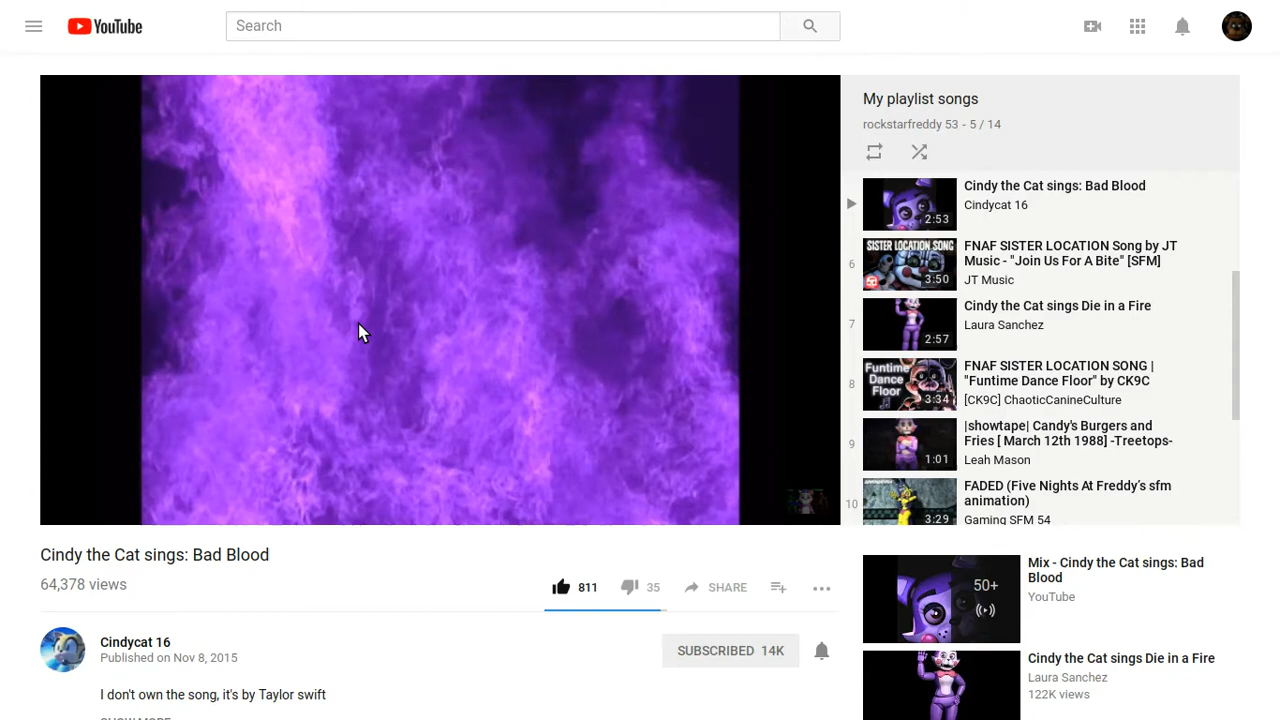 YouTube
Search
My playlist songs
rockstarfreddy 53 - 5 / 14
Cindy the Cat sings: Bad Blood
Cindycat 16
2:53
6
SISTER LOCATION SONG
3:50
FNAF SISTER LOCATION Song by JT
Music - "Join Us For A Bite" [SFM]
JT Music
7
2:57
Cindy the Cat sings Die in a Fire
Laura Sanchez
8
Funtime
Dance
Floor
3:34
FNAF SISTER LOCATION SONG |
"Funtime Dance Floor" by CK9C
[CK9C] ChaoticCanineCulture
9
1:01
|showtape| Candy's Burgers and
Fries [ March 12th 1988] -Treetops-
Leah Mason
10
3:29
FADED (Five Nights At Freddy’s sfm
animation)
Gaming SFM 54
Cindy the Cat sings: Bad Blood
64,378 views
811
35
SHARE
Cindycat 16
Published on Nov 8, 2015
SUBSCRIBED 14K
I don't own the song, it's by Taylor swift
SHOW MORE
50+
Mix - Cindy the Cat sings: Bad
Blood
YouTube
Cindy the Cat sings Die in a Fire
Laura Sanchez
122K views